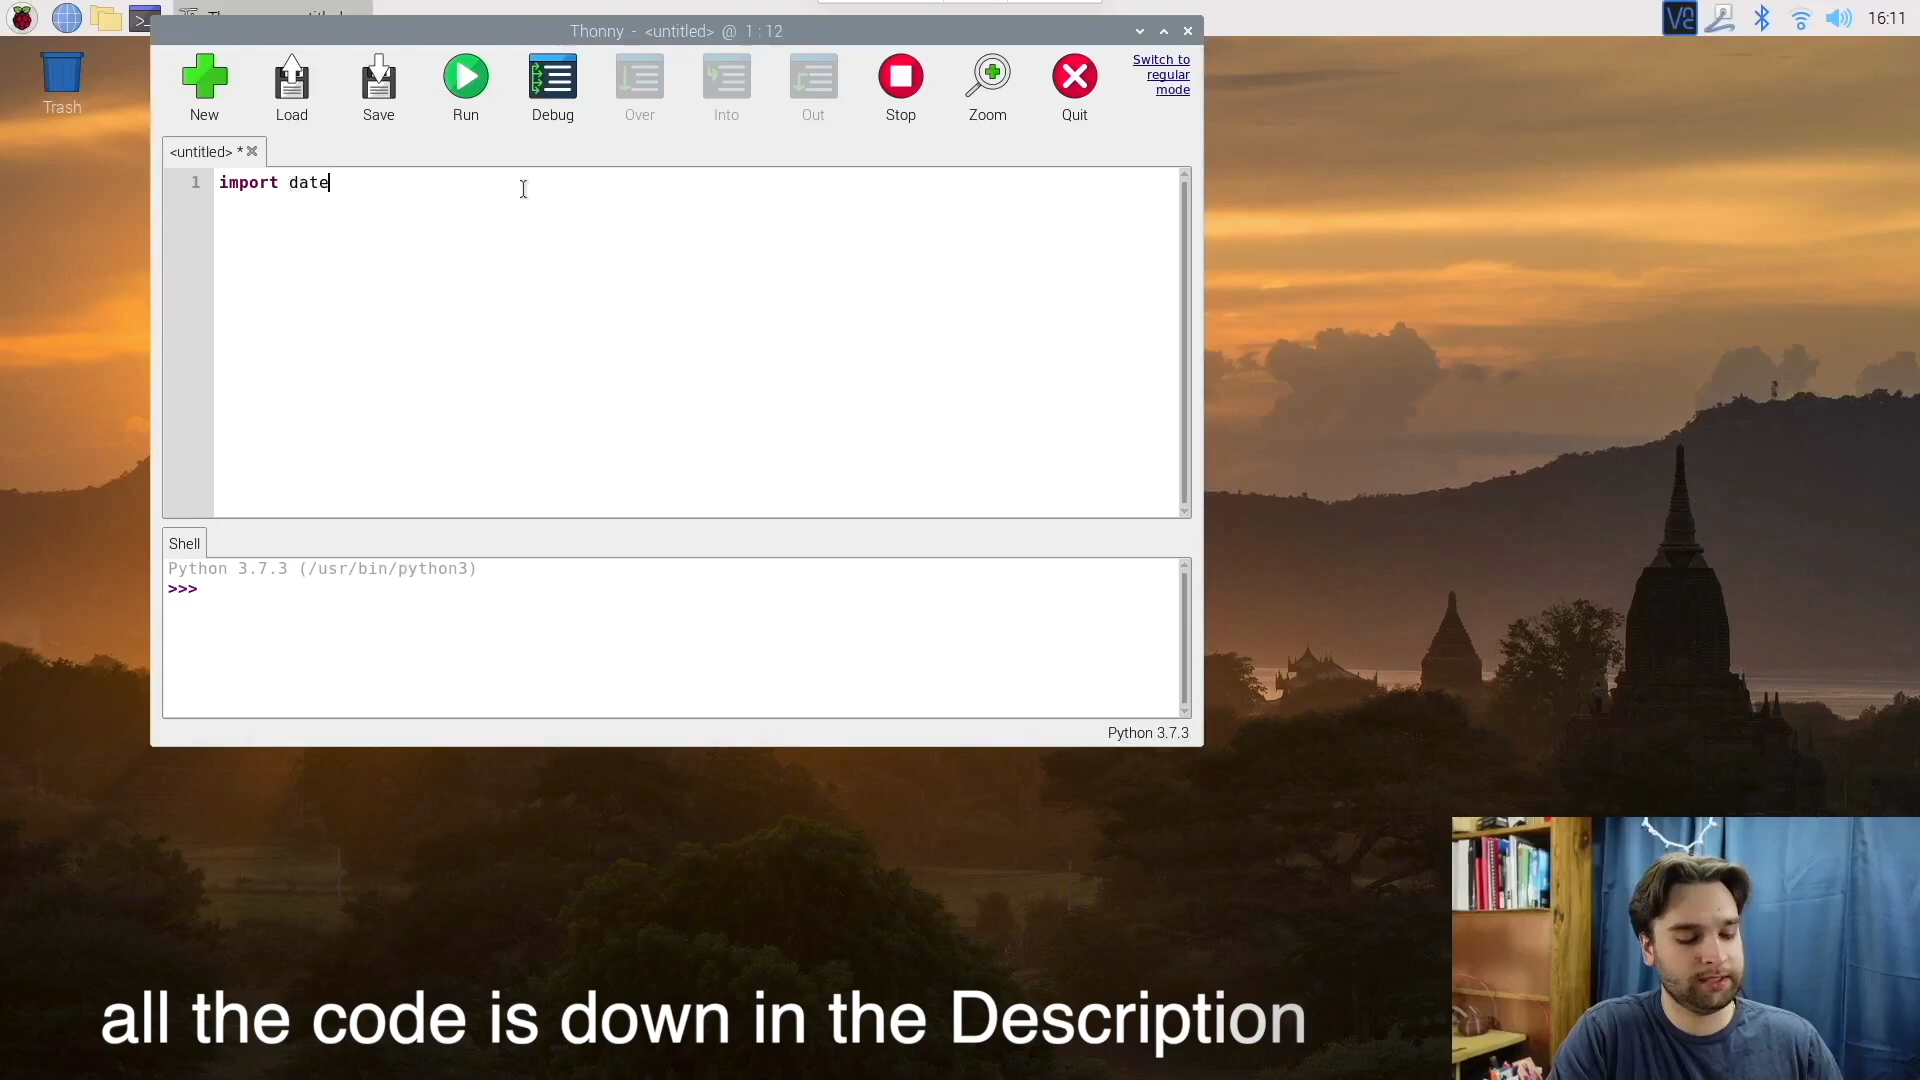 16:11
Trash
Thonny - <untitled> @ 1 : 12
New
Load
Save
Run
Debug
Over
Into
Out
Stop
Zoom
Quit
Switch to
regular
mode
<untitled> *
1
import date
Shell
Python 3.7.3 (/usr/bin/python3)
>>>
Python 3.7.3
all the code is down in the Description